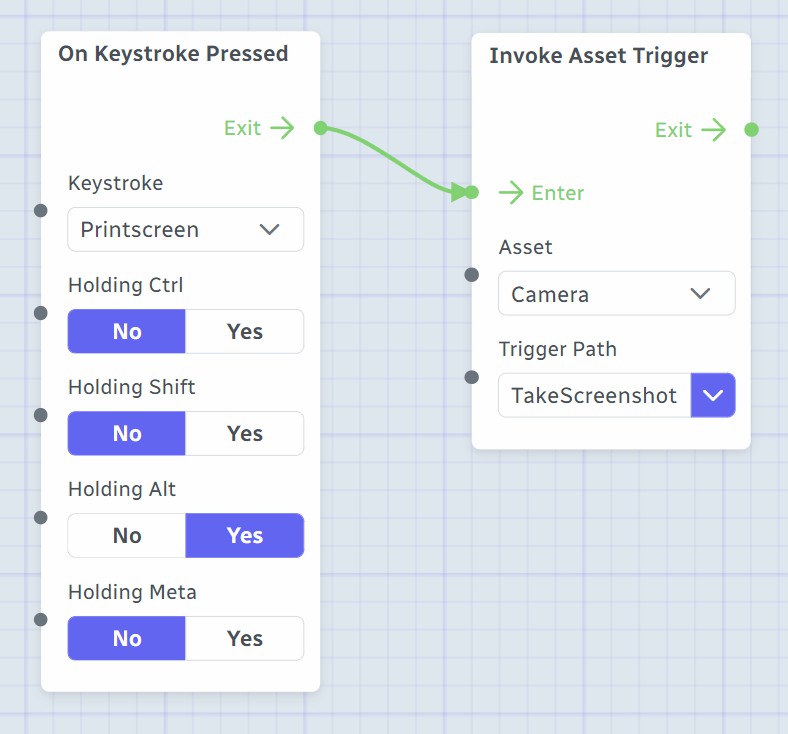 On Keystroke Pressed
Exit
Keystroke
Printscreen
Holding Ctrl
No Yes
Holding Shift
No Yes
Holding Alt
No Yes
Holding Meta
No Yes
Invoke Asset Trigger
Exit
Enter
Asset
Camera
Trigger Path
TakeScreenshot